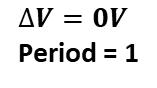 ΔV = 0V
Period = 1